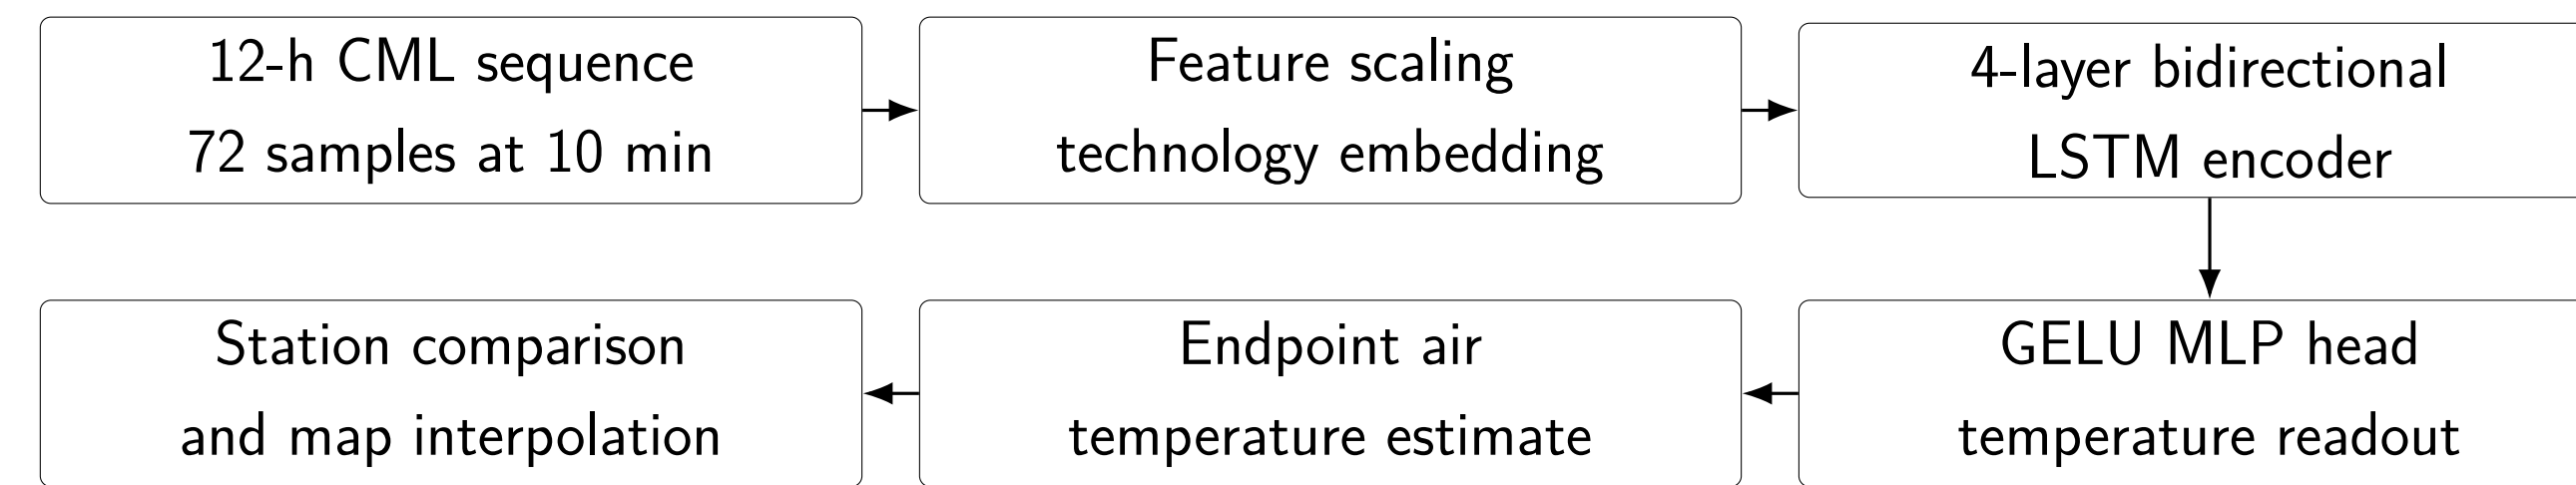 12-h CML sequence
72 samples at 10 min
Feature scaling
technology embedding
4-layer bidirectional
LSTM encoder
GELU MLP head
temperature readout
Endpoint air
temperature estimate
Station comparison
and map interpolation